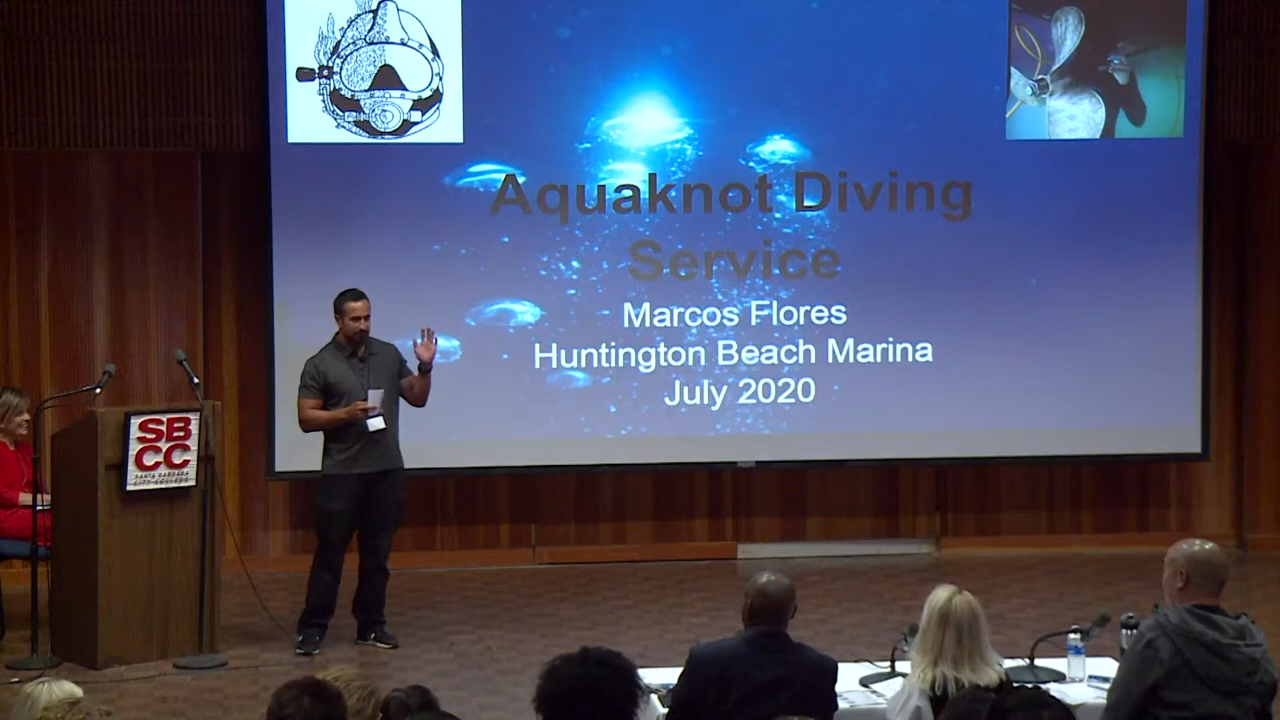 Aquaknot Diving
Service
Marcos Flores
Huntington Beach Marina
July 2020
SB
CC
SANTA BARBARA
CITY COLLEGE